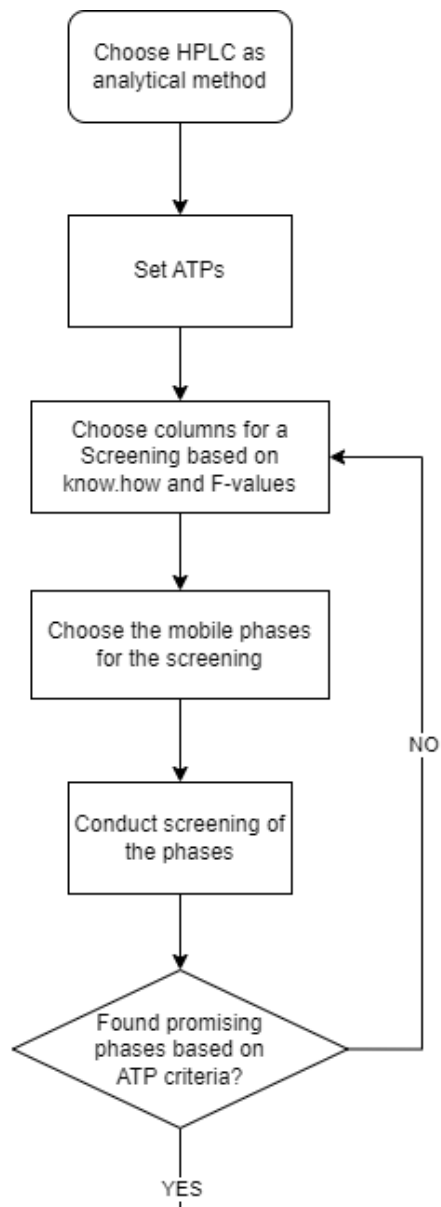 Choose HPLC as
analytical method
Set ATPs
Choose columns for a
Screening based on
know.how and F-values
Choose the mobile phases
for the screening
Conduct screening of
the phases
Found promising
phases based on
ATP criteria?
NO
YES